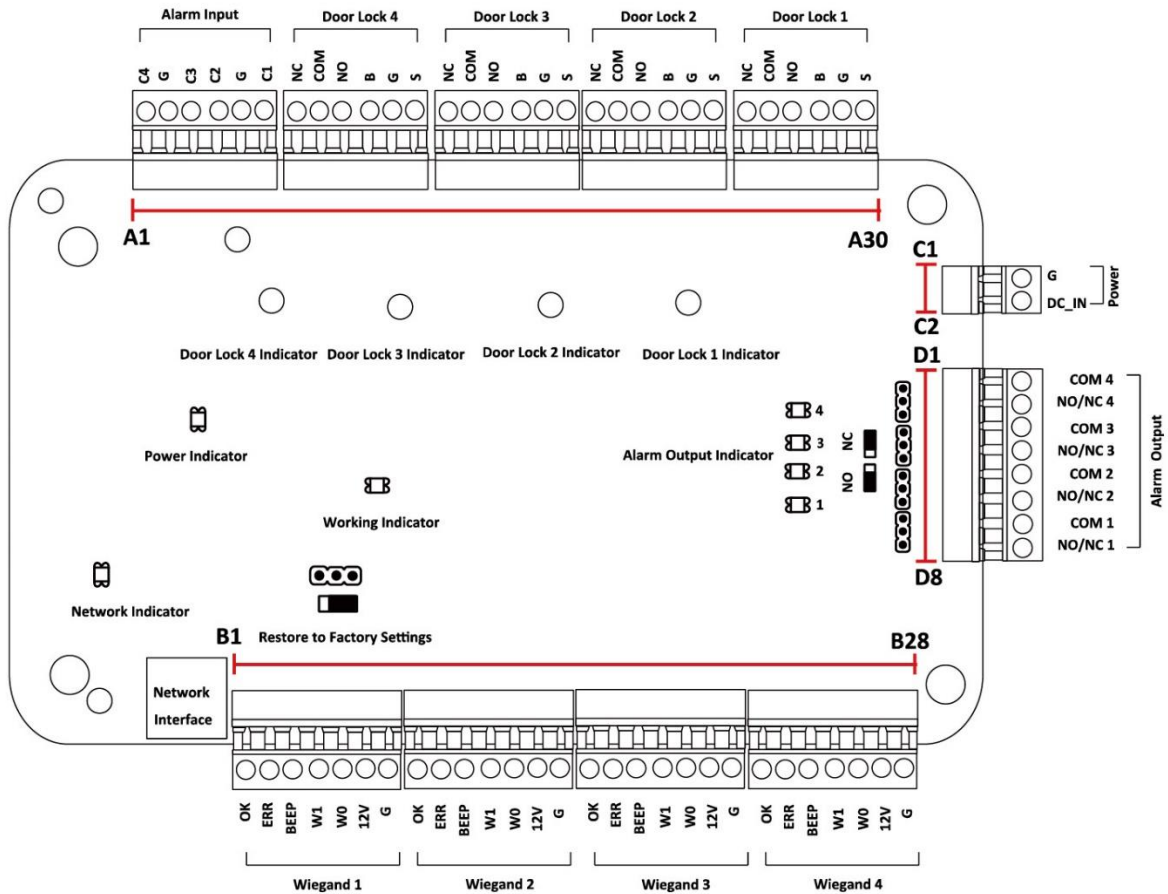 Alarm Input Door Lock 4 Door Lock 3 Door Lock 2 Door Lock 1
C4 G C3 C2 G C1 NC COM NO B G S NC COM NO B G S NC COM NO B G S NC COM NO B G S
A1 A30
C1
G
DC_IN
Power
C2
Door Lock 4 Indicator Door Lock 3 Indicator Door Lock 2 Indicator Door Lock 1 Indicator
D1
COM 4
NO/NC 4
COM 3
NO/NC 3
COM 2
NO/NC 2
COM 1
NO/NC 1
Alarm Output
D8
4
3
2
1
NC
NO
Alarm Output Indicator
Power Indicator
Working Indicator
Network Indicator
Restore to Factory Settings
B1 B28
Network
Interface
OK ERR BEEP W1 W0 12V G OK ERR BEEP W1 W0 12V G OK ERR BEEP W1 W0 12V G OK ERR BEEP W1 W0 12V G
Wiegand 1 Wiegand 2 Wiegand 3 Wiegand 4